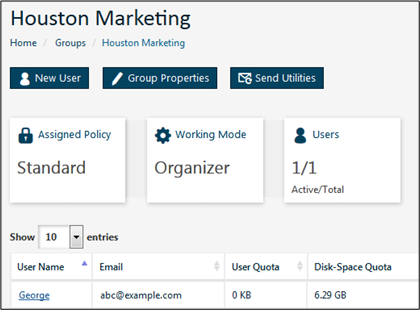 Houston Marketing
Home / Groups / Houston Marketing
New User Group Properties Send Utilities
Assigned Policy Working Mode Users
Standard Organizer 1/1
Active/Total
Show 10 entries
User Name Email User Quota Disk-Space Quota
George abc@example.com 0 KB 6.29 GB